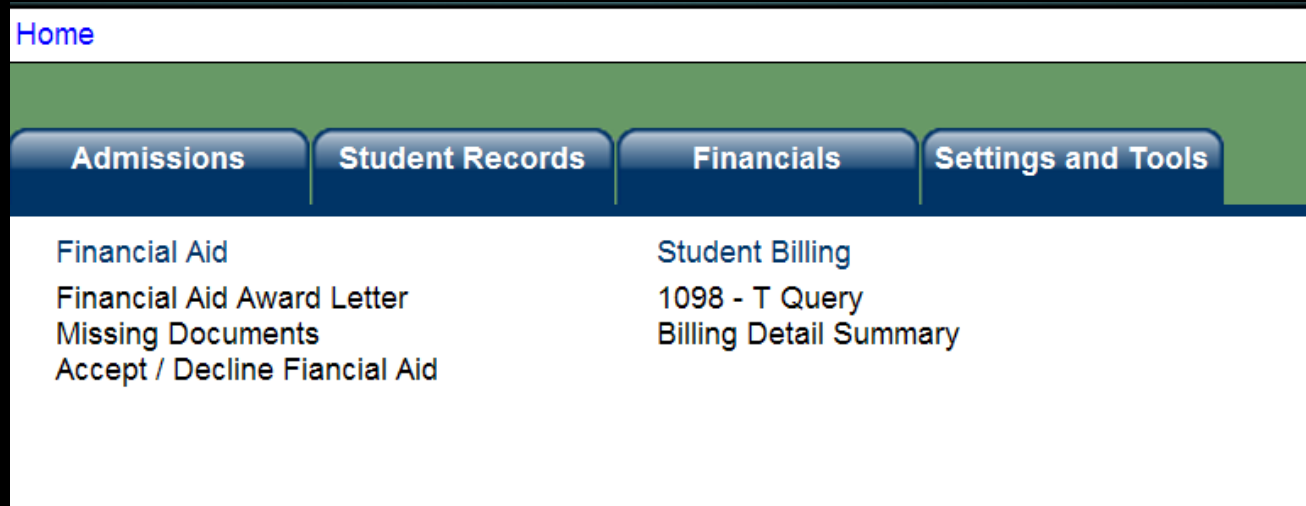 Home
Admissions Student Records Financials Settings and Tools
Financial Aid
Financial Aid Award Letter
Missing Documents
Accept / Decline Fiancial Aid
Student Billing
1098 - T Query
Billing Detail Summary